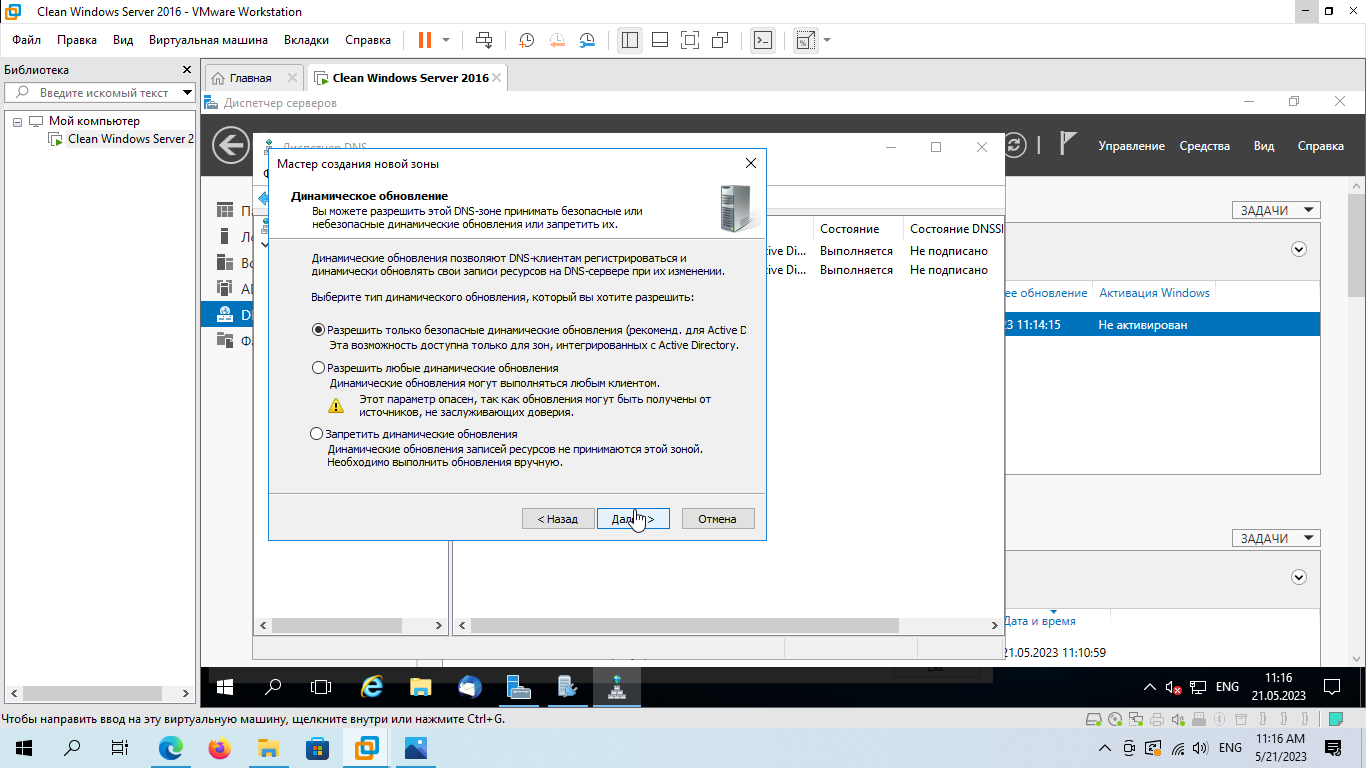 Clean Windows Server 2016 - VMware Workstation
Файл Правка Вид Виртуальная машина Вкладки Справка
Библиотека
Введите искомый текст
Мой компьютер
Clean Windows Server 2
Главная
Clean Windows Server 2016
Диспетчер серверов
Управление Средства Вид Справка
Диспетчер DNS
Мастер создания новой зоны
Динамическое обновление
Вы можете разрешить этой DNS-зоне принимать безопасные или
небезопасные динамические обновления или запретить их.
Динамические обновления позволяют DNS-клиентам регистрироваться и
динамически обновлять свои записи ресурсов на DNS-сервере при их изменении.
Выберите тип динамического обновления, который вы хотите разрешить:
Разрешить только безопасные динамические обновления (рекоменд. для Active D
Эта возможность доступна только для зон, интегрированных с Active Directory.
Разрешить любые динамические обновления
Динамические обновления могут выполняться любым клиентом.
Этот параметр опасен, так как обновления могут быть получены от
источников, не заслуживающих доверия.
Запретить динамические обновления
Динамические обновления записей ресурсов не принимаются этой зоной.
Необходимо выполнить обновления вручную.
< Назад
Отмена
Состояние Состояние DNSS
ive Di... Выполняется Не подписано
ive Di... Выполняется Не подписано
ЗАДАЧИ
ее обновление Активация Windows
23 11:14:15 Не активирован
ЗАДАЧИ
Дата и время
21.05.2023 11:10:59
ENG
11:16
21.05.2023
Чтобы направить ввод на эту виртуальную машину, щелкните внутри или нажмите Ctrl+G.
ENG
11:16 AM
5/21/2023